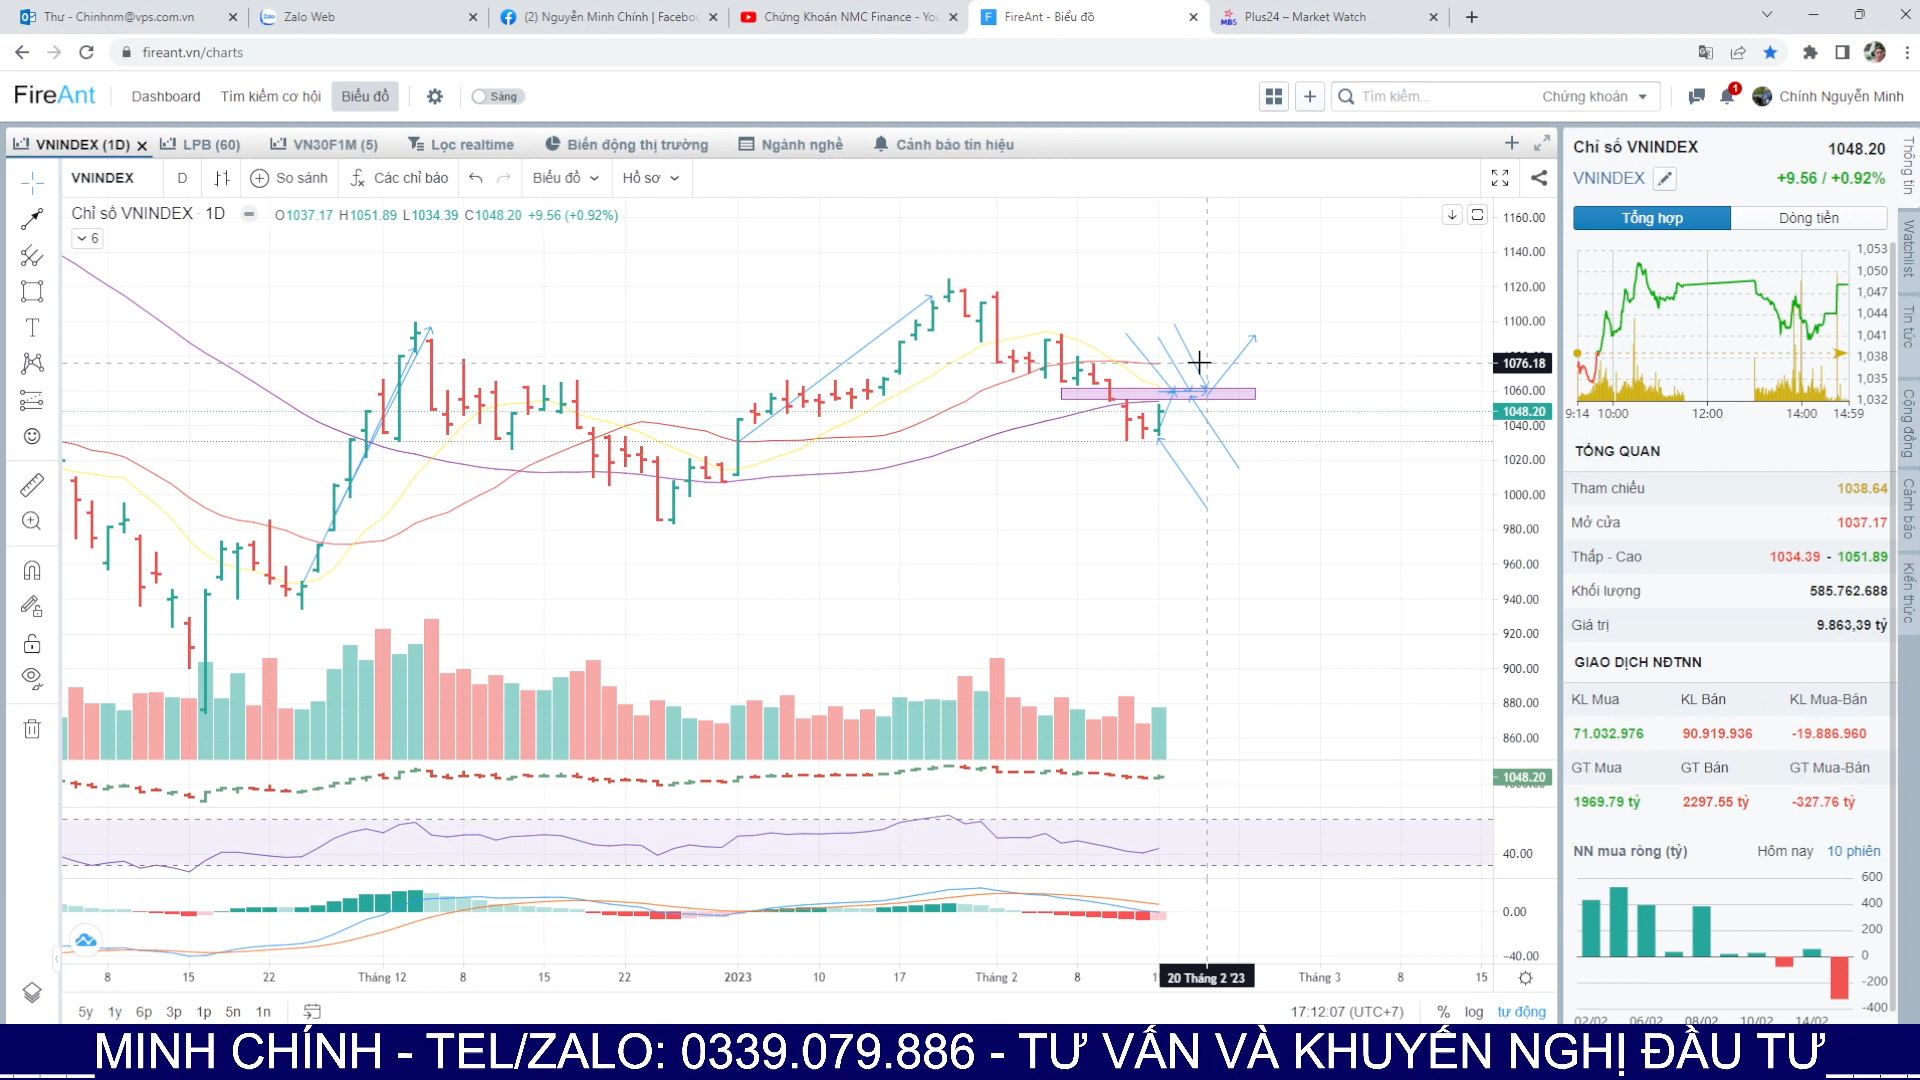 Thư - Chinhnm@vps.com.vn
Zalo Web
(2) Nguyễn Minh Chính | Facebo
Chứng Khoán NMC Finance - Yo
FireAnt - Biểu đồ
Plus24 – Market Watch
fireant.vn/charts
FireAnt
Dashboard
Tìm kiếm cơ hội
Biểu đồ
Sáng
Tìm kiếm...
Chứng khoán
1
Chính Nguyễn Minh
VNINDEX (1D)
LPB (60)
VN30F1M (5)
Lọc realtime
Biến động thị trường
Ngành nghề
Cảnh báo tín hiệu
VNINDEX
D
So sánh
Các chỉ báo
Biểu đồ
Hồ sơ
Chỉ số VNINDEX · 1D
O1037.17 H1051.89 L1034.39 C1048.20 +9.56 (+0.92%)
6
1160.00
1140.00
1120.00
1100.00
1076.18
1060.00
1048.20
1040.00
1020.00
1000.00
980.00
960.00
940.00
920.00
900.00
880.00
860.00
1048.20
40.00
0.00
-40.00
8
15
22
Tháng 12
8
15
22
2023
10
17
Tháng 2
8
20 Tháng 2 '23
Tháng 3
8
15
5y
1y
6p
3p
1p
5n
1n
17:12:07 (UTC+7)
%
log
tự động
Chỉ số VNINDEX
1048.20
VNINDEX
+9.56 / +0.92%
Tổng hợp
Dòng tiền
1,053
1,050
1,047
1,044
1,041
1,038
1,035
1,032
9:14
10:00
12:00
14:00
14:59
TỔNG QUAN
Tham chiếu
1038.64
Mở cửa
1037.17
Thấp - Cao
1034.39 - 1051.89
Khối lượng
585.762.688
Giá trị
9.863,39 tỷ
GIAO DỊCH NĐTNN
KL Mua
KL Bán
KL Mua-Bán
71.032.976
90.919.936
-19.886.960
GT Mua
GT Bán
GT Mua-Bán
1969.79 tỷ
2297.55 tỷ
-327.76 tỷ
NN mua ròng (tỷ)
Hôm nay
10 phiên
600
400
200
0
-200
-400
02/02
06/02
08/02
10/02
14/02
Thông tin
Watchlist
Tin tức
Cộng đồng
Cảnh báo
Kiến thức
____MINH CHÍNH - TEL/ZALO: 0339.079.886 - TƯ VẤN VÀ KHUYẾN NGHỊ ĐẦU TƯ____